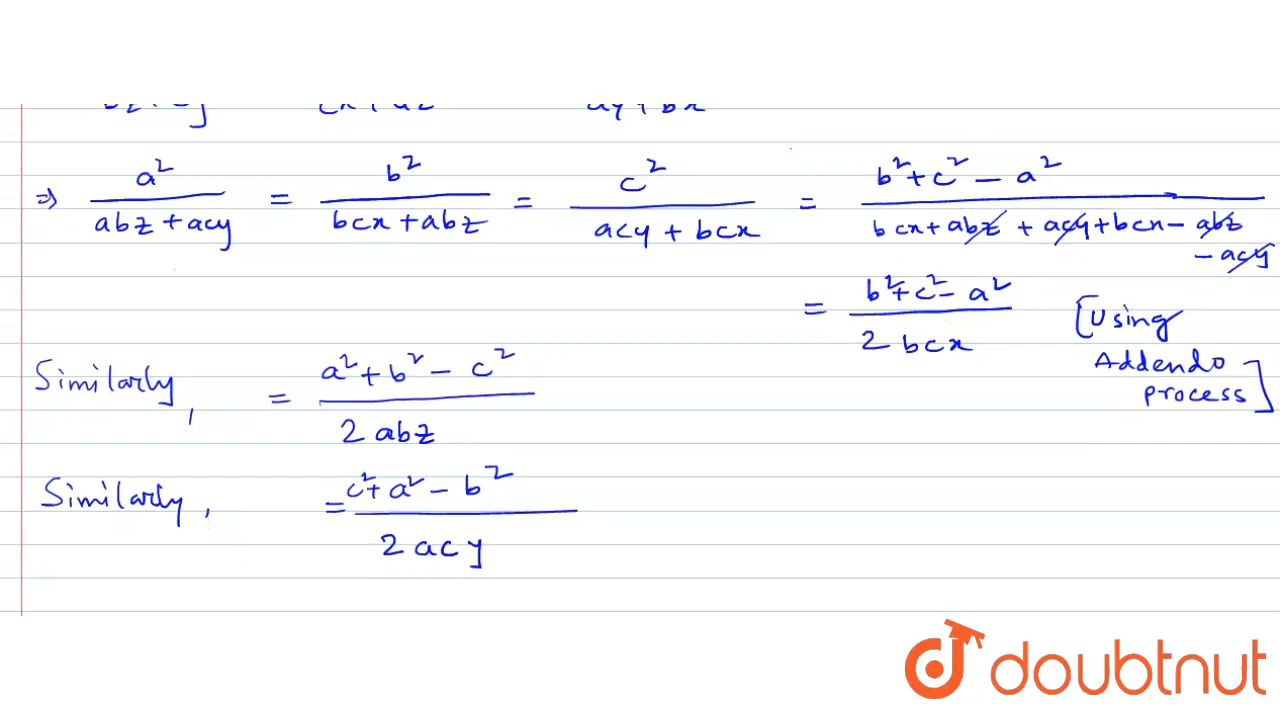 ⇒ a²/(abz + acy) = b²/(bcx + abz) = c²/(acy + bcx) = (b² + c² – a²)/(bcx + abz + acy + bcx – abz – acy)
= (b² + c² – a²)/(2bcx) [Using Addendo process]
Similarly, = (a² + b² – c²)/(2abz)
Similarly, = (c² + a² – b²)/(2acy)
doubtnut